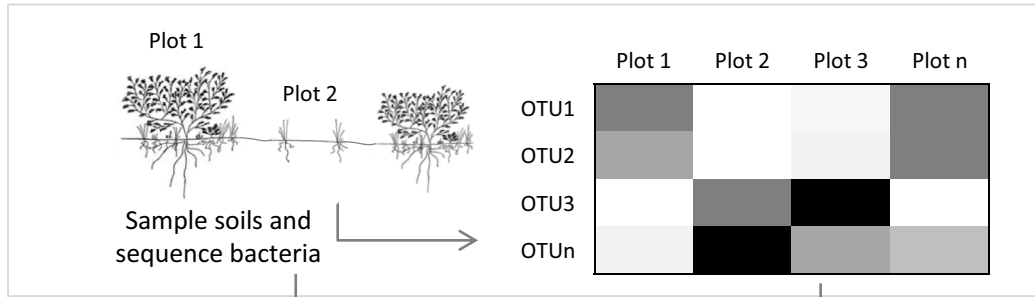 Plot 1
Plot 2
Sample soils and
sequence bacteria
Plot 1 Plot 2 Plot 3 Plot n
OTU1
OTU2
OTU3
OTUn